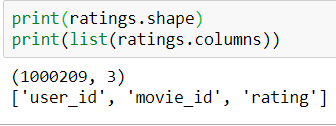 print(ratings.shape)
print(list(ratings.columns))
(1000209, 3)
['user_id', 'movie_id', 'rating']